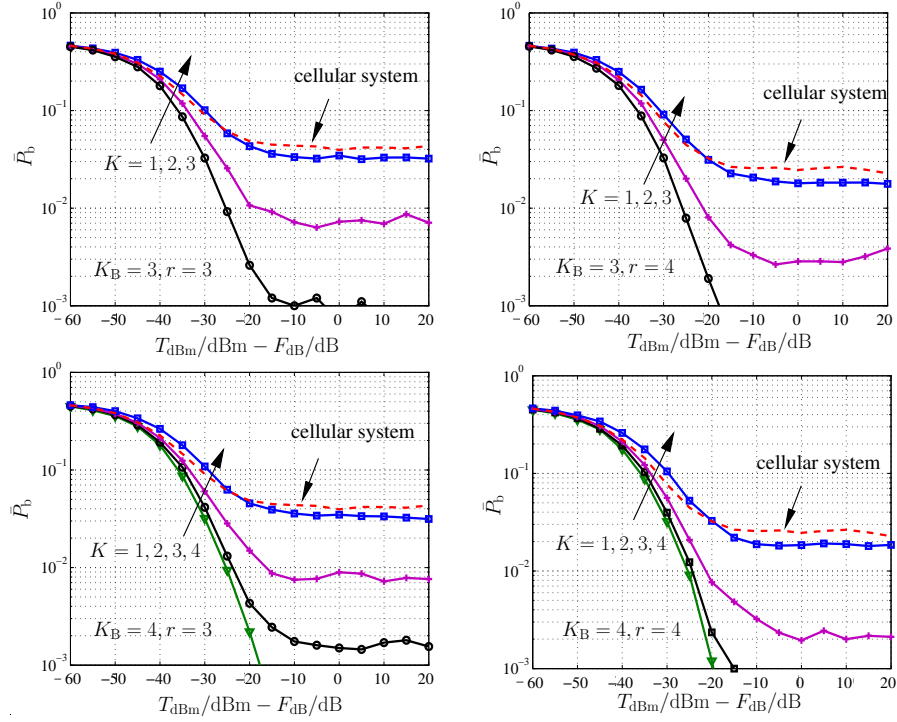 10^0
10^-1
10^-2
10^-3
P̄_b
cellular system
K = 1, 2, 3
K_B = 3, r = 3
−60 −50 −40 −30 −20 −10 0 10 20
T_dBm/dBm − F_dB/dB
10^0
10^-1
10^-2
10^-3
P̄_b
cellular system
K = 1, 2, 3
K_B = 3, r = 4
−60 −50 −40 −30 −20 −10 0 10 20
T_dBm/dBm − F_dB/dB
10^0
10^-1
10^-2
10^-3
P̄_b
cellular system
K = 1, 2, 3, 4
K_B = 4, r = 3
−60 −50 −40 −30 −20 −10 0 10 20
T_dBm/dBm − F_dB/dB
10^0
10^-1
10^-2
10^-3
P̄_b
cellular system
K = 1, 2, 3, 4
K_B = 4, r = 4
−60 −50 −40 −30 −20 −10 0 10 20
T_dBm/dBm − F_dB/dB